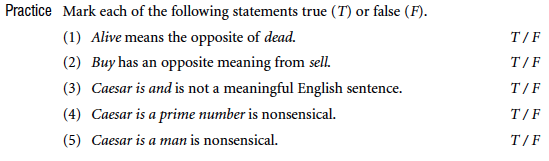 Practice Mark each of the following statements true (T) or false (F).
(1) Alive means the opposite of dead. T / F
(2) Buy has an opposite meaning from sell. T / F
(3) Caesar is and is not a meaningful English sentence. T / F
(4) Caesar is a prime number is nonsensical. T / F
(5) Caesar is a man is nonsensical. T / F